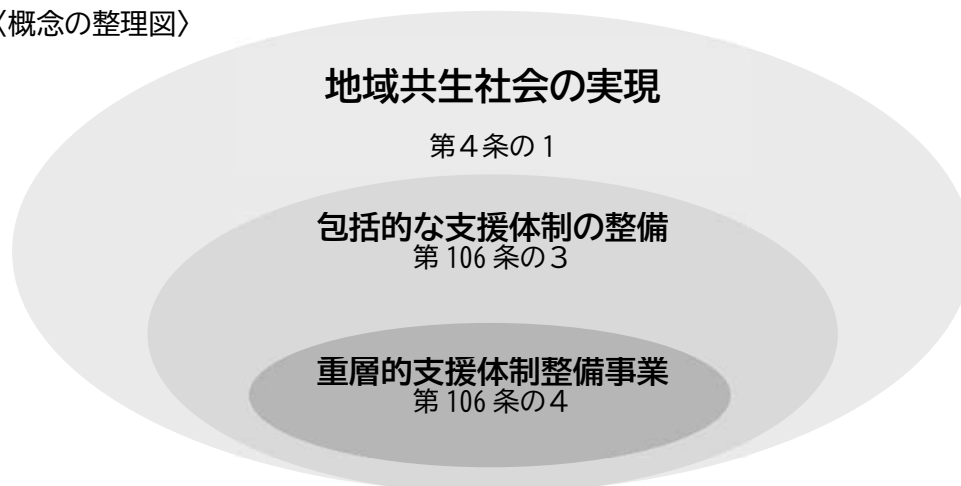 〈概念の整理図〉
地域共生社会の実現
第４条の１
包括的な支援体制の整備
第 106 条の３
重層的支援体制整備事業
第 106 条の４